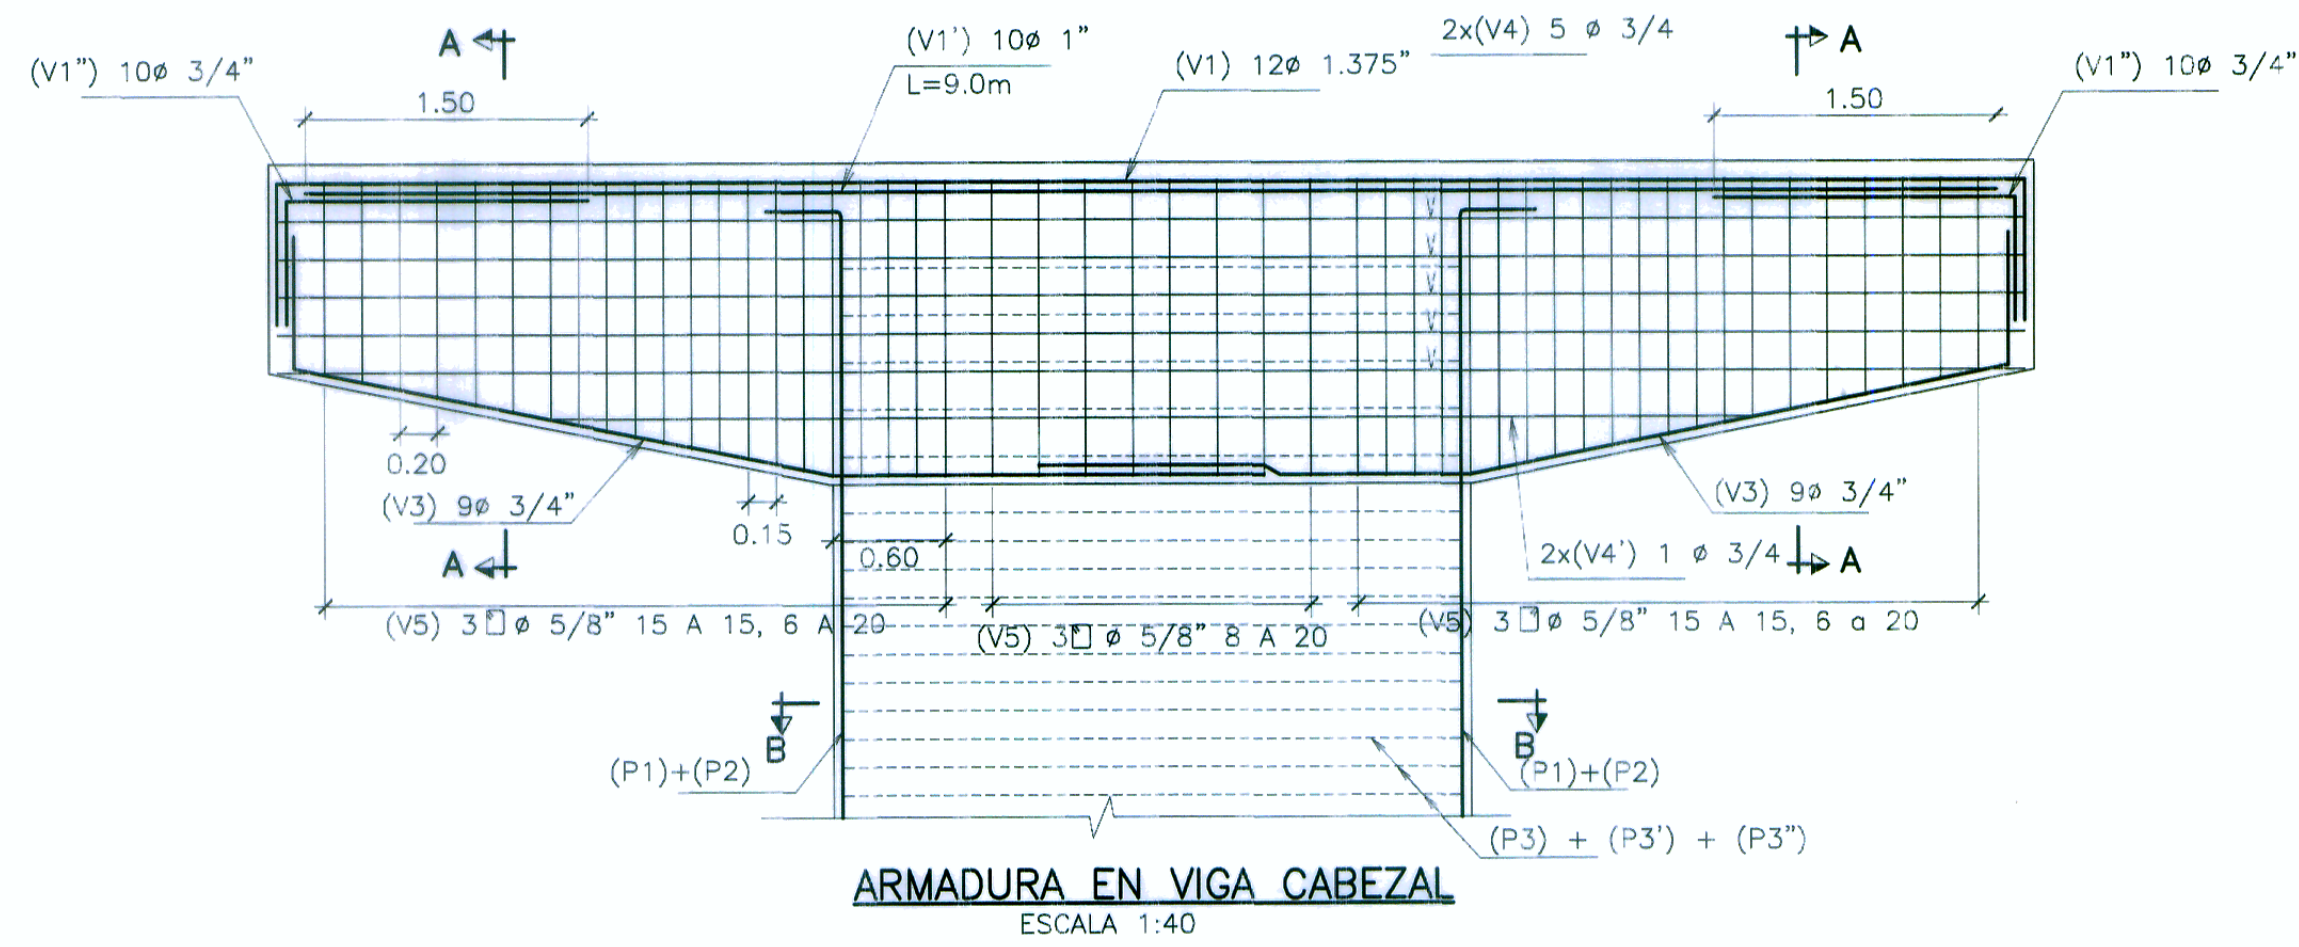 2x(V4) 5 ø 3/4
(V1') 10ø 1"
L=9.0m
A
A
(V1") 10ø 3/4"
(V1) 12ø 1.375"
(V1") 10ø 3/4"
1.50
1.50
0.20
(V3) 9ø 3/4"
(V3) 9ø 3/4"
0.15
0.60
A
2x(V4') 1 ø 3/4
A
(V5) 3 ø 5/8" 15 A 15, 6 A 20
(V5) 3 ø 5/8" 8 A 20
(V5) 3 ø 5/8" 15 A 15, 6 a 20
B
B
(P1)+(P2)
(P1)+(P2)
(P3) + (P3') + (P3")
ARMADURA EN VIGA CABEZAL
ESCALA 1:40